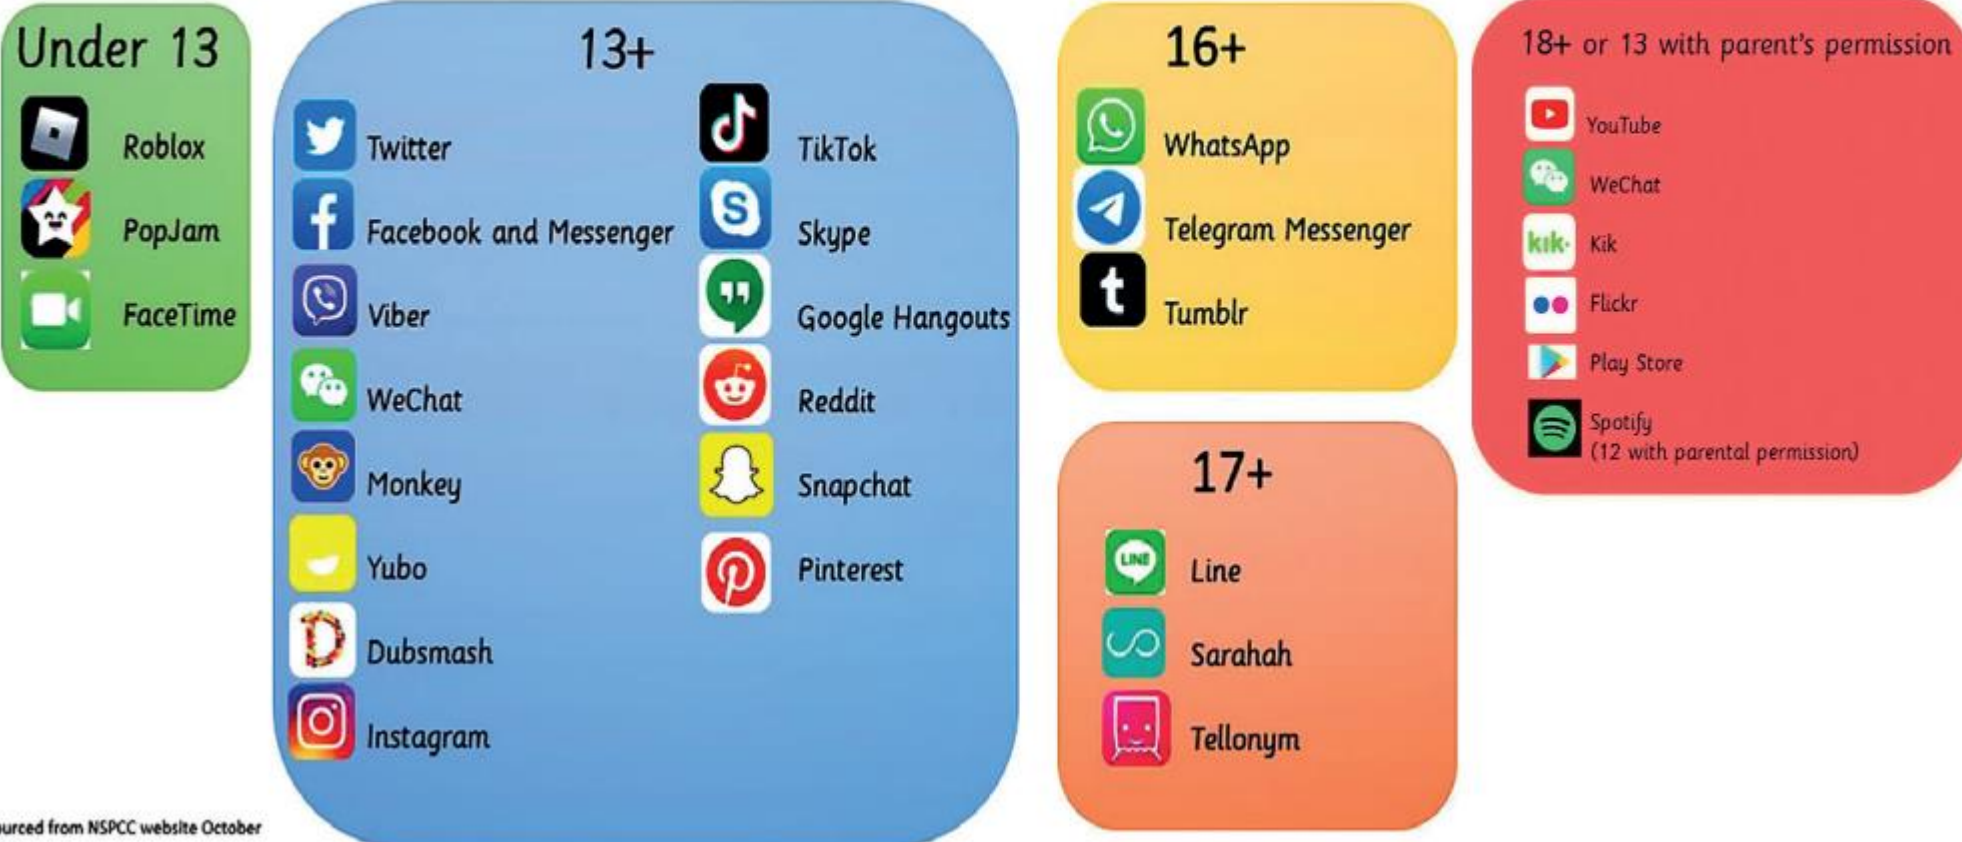 Under 13
Roblox
PopJam
FaceTime
13+
Twitter
Facebook and Messenger
Viber
WeChat
Monkey
Yubo
Dubsmash
Instagram
TikTok
Skype
Google Hangouts
Reddit
Snapchat
Pinterest
16+
WhatsApp
Telegram Messenger
t
Tumblr
17+
LINE
Line
Sarahah
Tellonym
18+ or 13 with parent's permission
YouTube
WeChat
kik.
Kik
Flickr
Play Store
Spotify
(12 with parental permission)
from NSPCC website October